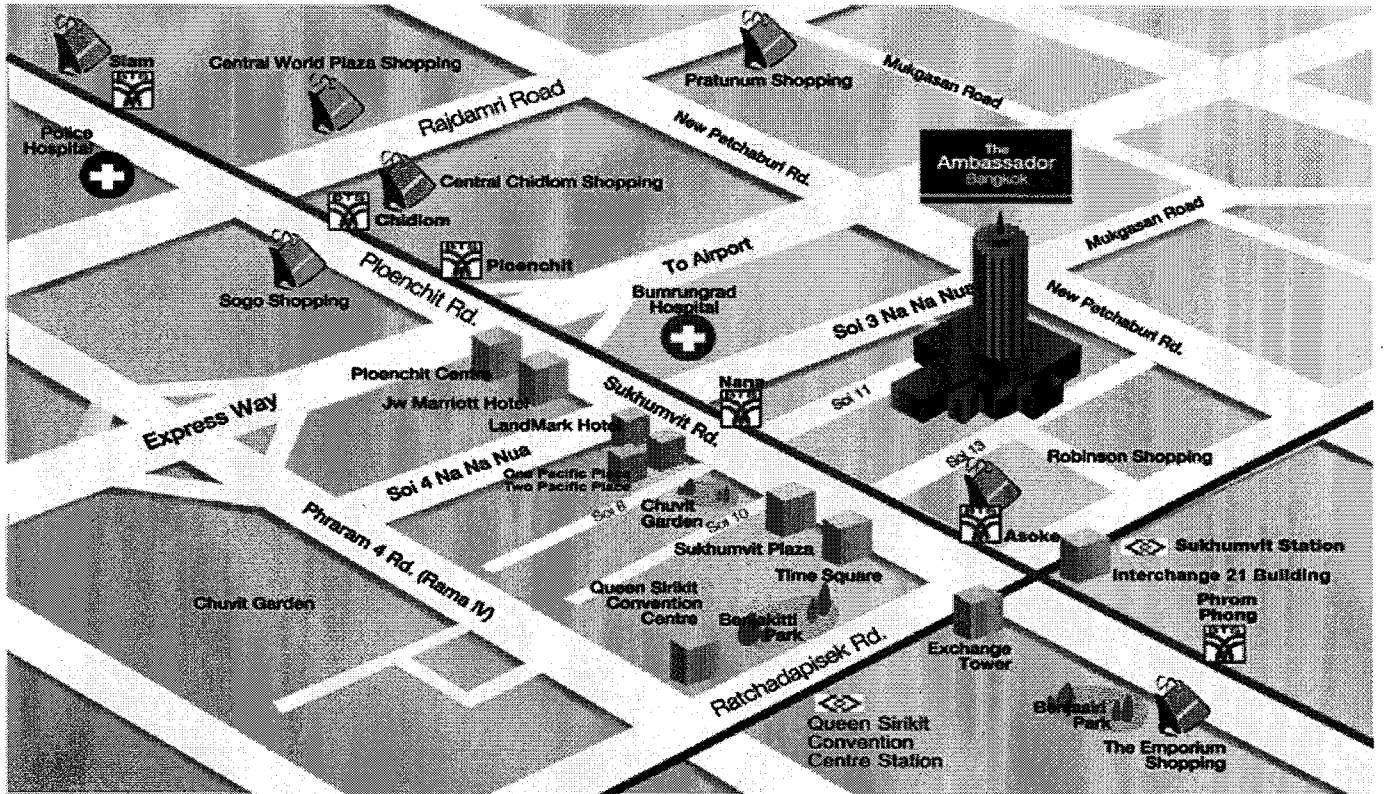 Siam
Central World Plaza Shopping
Pratunum Shopping
Mukgasan Road
Rajdamri Road
New Petchaburi Rd.
Police
Hospital
The
Ambassador
Bangkok
Central Chidlom Shopping
Chidlom
Mukgasan Road
Ploenchit
To Airport
Sogo Shopping
Ploenchit Rd.
Bumrungrad
Hospital
Soi 3 Na Na Nua
New Petchaburi Rd.
Ploenchit Centre
Jw Marriott Hotel
Sukhumvit Rd.
Nana
Soi 11
Express Way
LandMark Hotel
Soi 4 Na Na Nua
One Pacific Place
Two Pacific Place
Soi 13
Robinson Shopping
Soi 8
Chuvit
Garden
Soi 10
Phraram 4 Rd. (Rama IV)
Sukhumvit Plaza
Asoke
Sukhumvit Station
Time Square
Interchange 21 Building
Chuvit Garden
Queen Sirikit
Convention
Centre
Benjakitti
Park
Phrom
Phong
Exchange
Tower
Ratchadapisek Rd.
Queen Sirikit
Convention
Centre Station
Benjasiri
Park
The Emporium
Shopping